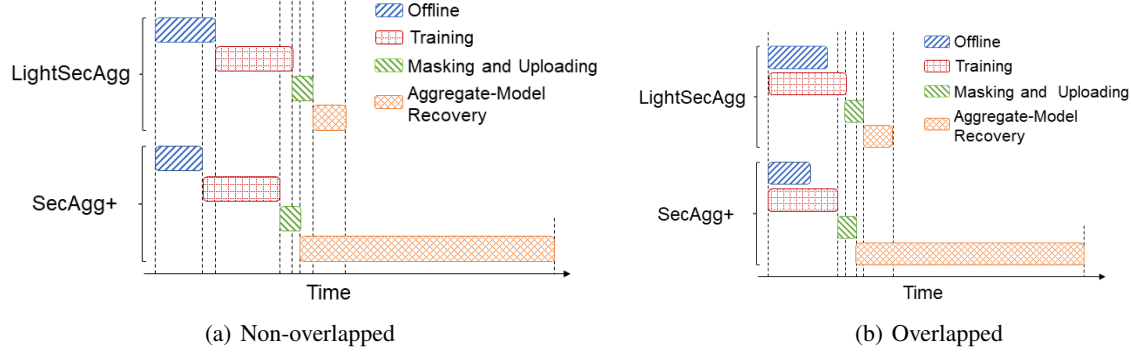 Offline
Training
Masking and Uploading
Aggregate-Model
Recovery
LightSecAgg
SecAgg+
Time
(a) Non-overlapped
Offline
Training
Masking and Uploading
Aggregate-Model
Recovery
LightSecAgg
SecAgg+
Time
(b) Overlapped